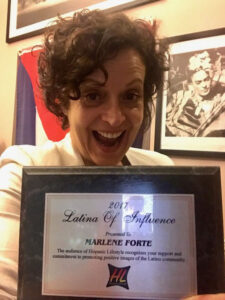 2017
Latina Of Influence
Presented To
MARLENE FORTE
The audience of Hispanic Lifestyle recognizes your support and
commitment to promoting positive images of the Latino community.
HL